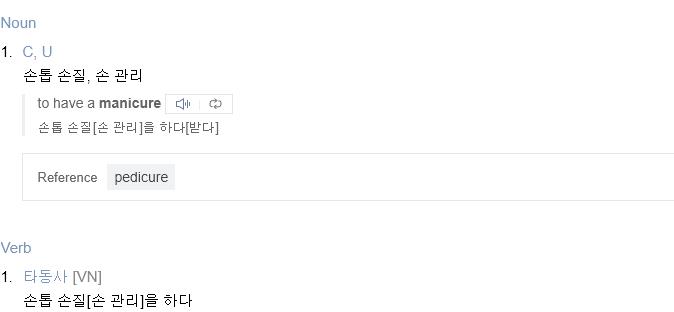 Noun
1. C, U
손톱 손질, 손 관리
to have a manicure
손톱 손질[손 관리]을 하다[받다]
Reference pedicure
Verb
1. 타동사 [VN]
손톱 손질[손 관리]을 하다